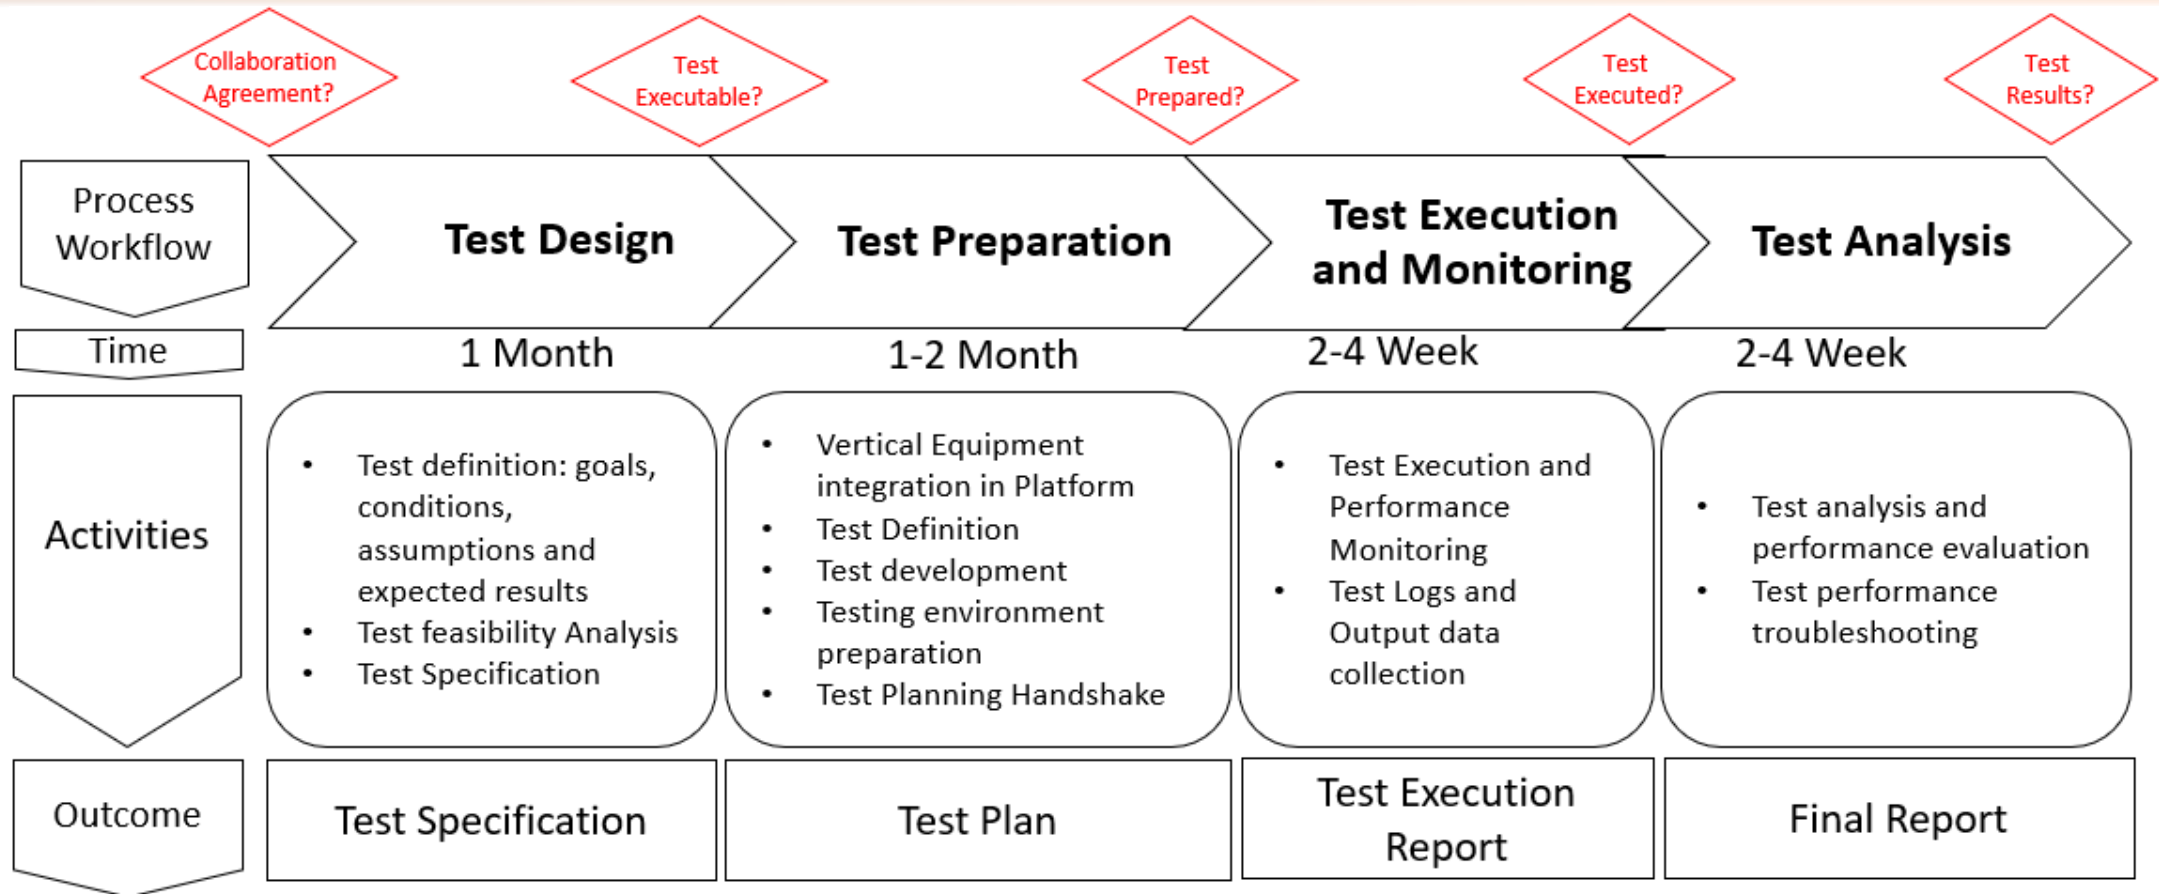 Collaboration
Agreement?
Test
Executable?
Test
Prepared?
Test
Executed?
Test
Results?
Process
Workflow
Test Design
Test Preparation
Test Execution
and Monitoring
Test Analysis
Time
1 Month
1-2 Month
2-4 Week
2-4 Week
Activities
• Test definition: goals,
conditions,
assumptions and
expected results
• Test feasibility Analysis
• Test Specification
• Vertical Equipment
integration in Platform
• Test Definition
• Test development
• Testing environment
preparation
• Test Planning Handshake
• Test Execution and
Performance
Monitoring
• Test Logs and
Output data
collection
• Test analysis and
performance evaluation
• Test performance
troubleshooting
Outcome
Test Specification
Test Plan
Test Execution
Report
Final Report